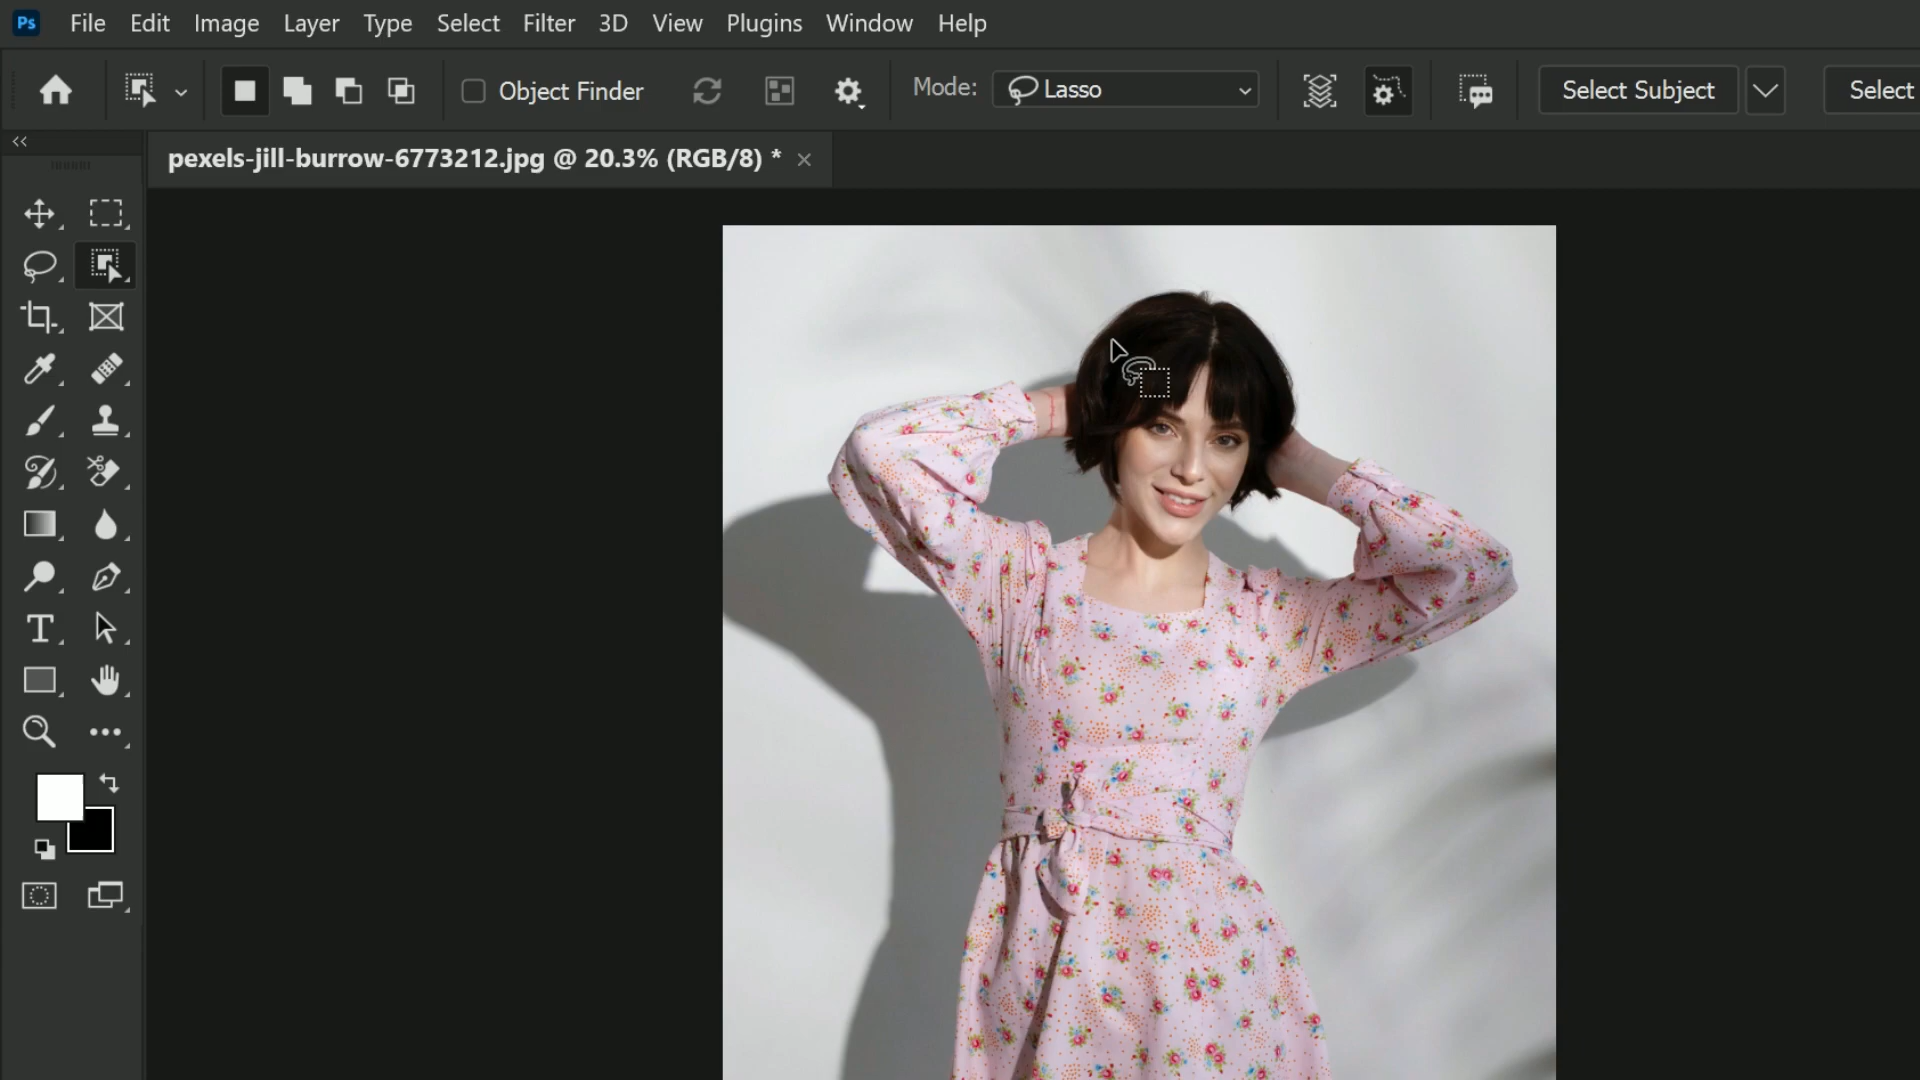 Ps File Edit Image Layer Type Select Filter 3D View Plugins Window Help
Object Finder Mode: Lasso Select Subject Select
pexels-jill-burrow-6773212.jpg @ 20.3% (RGB/8) * ×
T